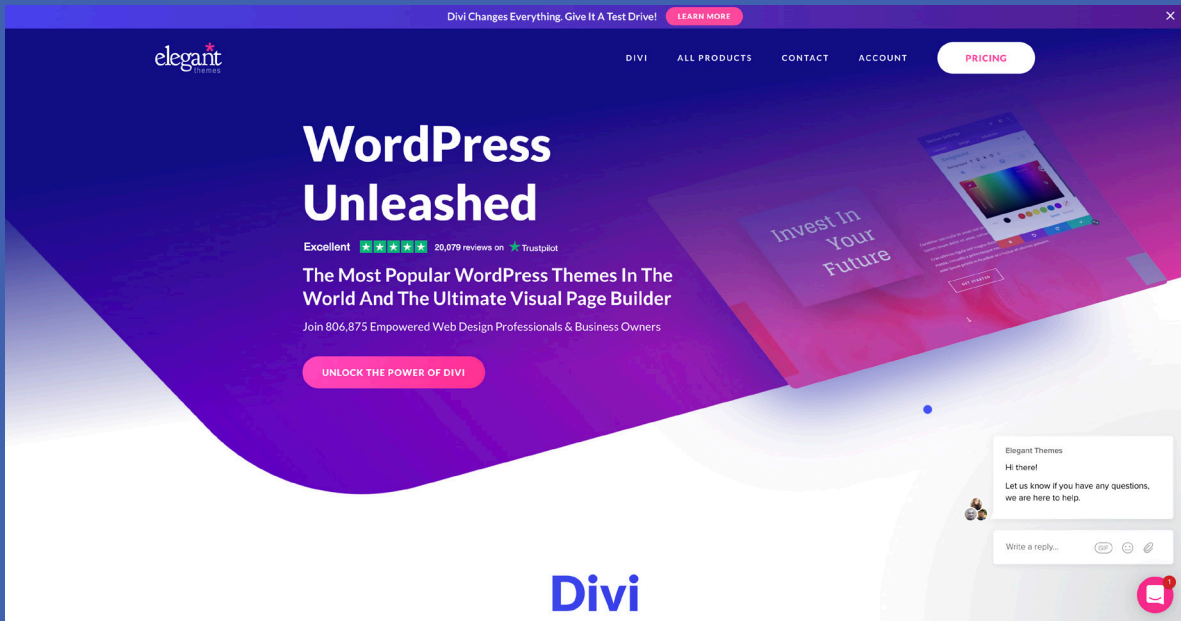 Divi Changes Everything. Give It A Test Drive! LEARN MORE
elegant themes
DIVI ALL PRODUCTS CONTACT ACCOUNT PRICING
WordPress
Unleashed
Excellent 20,079 reviews on Trustpilot
The Most Popular WordPress Themes In The
World And The Ultimate Visual Page Builder
Join 806,875 Empowered Web Design Professionals & Business Owners
UNLOCK THE POWER OF DIVI
Invest In
Your
Future
GET STARTED
Elegant Themes
Hi there!
Let us know if you have any questions,
we are here to help.
Write a reply...
GIF
1
Divi